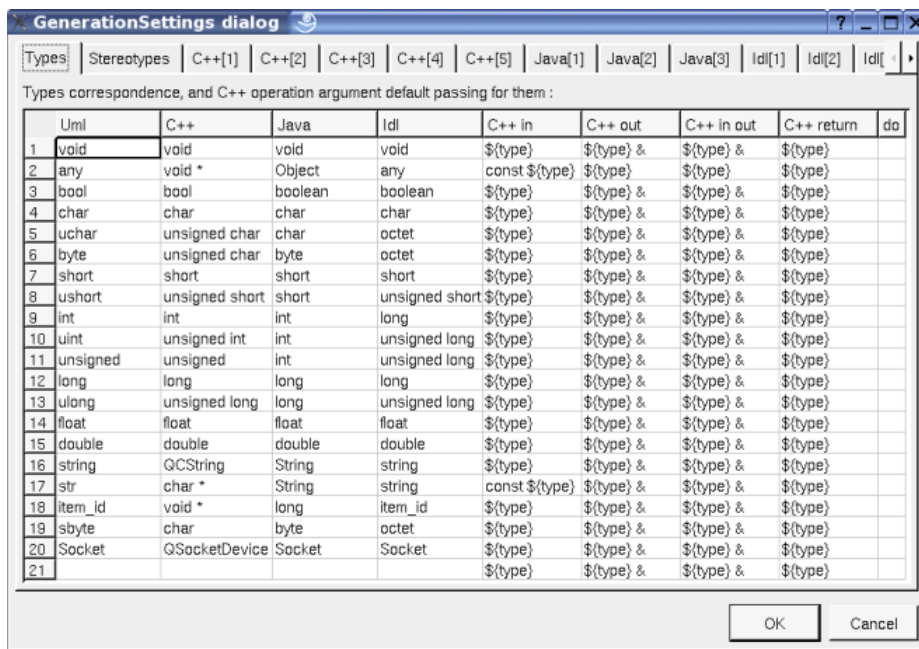 GenerationSettings dialog ?
Types Stereotypes C++[1] C++[2] C++[3] C++[4] C++[5] Java[1] Java[2] Java[3] Idl[1] Idl[2] Idl[
Types correspondence, and C++ operation argument default passing for them :
Uml C++ Java Idl C++ in C++ out C++ in out C++ return do
1 void void void void ${type} ${type} & ${type} & ${type}
2 any void * Object any const ${type} ${type} ${type} ${type}
3 bool bool boolean boolean ${type} ${type} & ${type} & ${type}
4 char char char char ${type} ${type} & ${type} & ${type}
5 uchar unsigned char char octet ${type} ${type} & ${type} & ${type}
6 byte unsigned char byte octet ${type} ${type} & ${type} & ${type}
7 short short short short ${type} ${type} & ${type} & ${type}
8 ushort unsigned short short unsigned short ${type} ${type} & ${type} & ${type}
9 int int int long ${type} ${type} & ${type} & ${type}
10 uint unsigned int int unsigned long ${type} ${type} & ${type} & ${type}
11 unsigned unsigned int unsigned long ${type} ${type} & ${type} & ${type}
12 long long long long ${type} ${type} & ${type} & ${type}
13 ulong unsigned long long unsigned long ${type} ${type} & ${type} & ${type}
14 float float float float ${type} ${type} & ${type} & ${type}
15 double double double double ${type} ${type} & ${type} & ${type}
16 string QCString String string ${type} ${type} & ${type} & ${type}
17 str char * String string const ${type} ${type} & ${type} & ${type}
18 item_id void * long item_id ${type} ${type} & ${type} & ${type}
19 sbyte char byte octet ${type} ${type} & ${type} & ${type}
20 Socket QSocketDevice Socket Socket ${type} ${type} & ${type} & ${type}
21 ${type} ${type} & ${type} & ${type}
OK Cancel